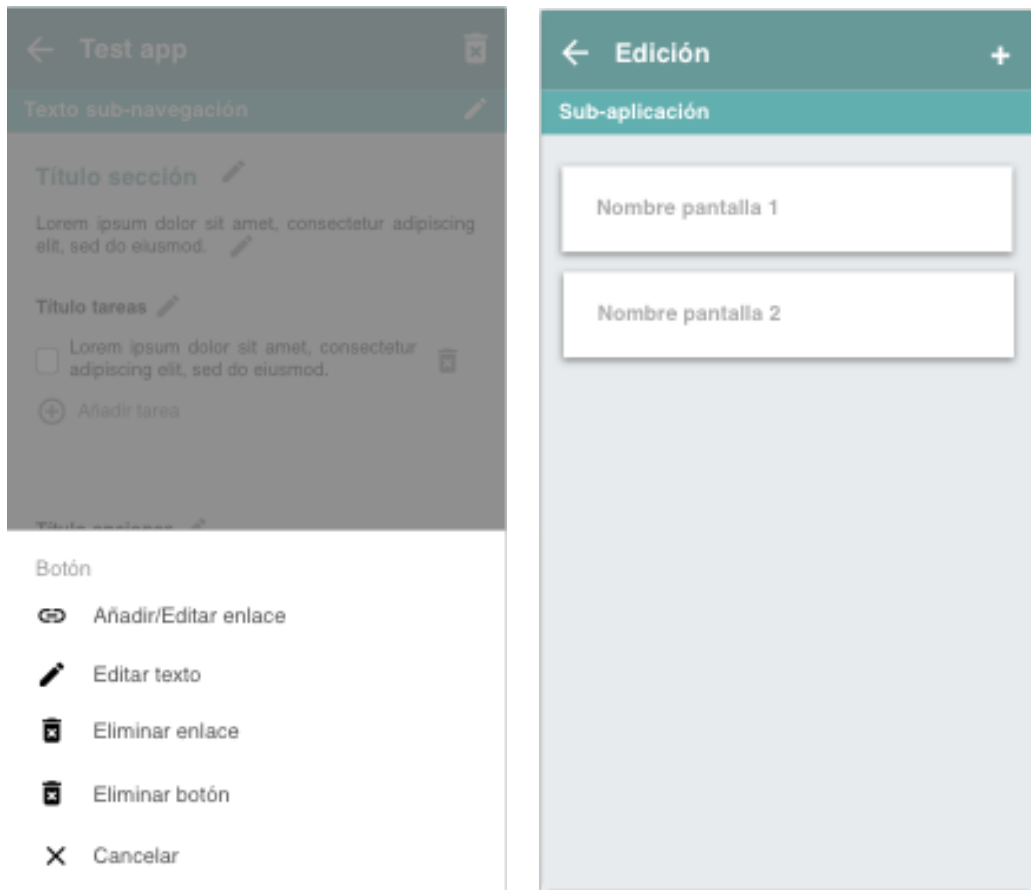 Test app
Texto sub-navegación
Título sección
Lorem ipsum dolor sit amet, consectetur adipiscing
elit, sed do eiusmod.
Título tareas
Lorem ipsum dolor sit amet, consectetur
adipiscing elit, sed do eiusmod.
Añadir tarea
Título opciones
Botón
Añadir/Editar enlace
Editar texto
Eliminar enlace
Eliminar botón
Cancelar
Edición
+
Sub-aplicación
Nombre pantalla 1
Nombre pantalla 2